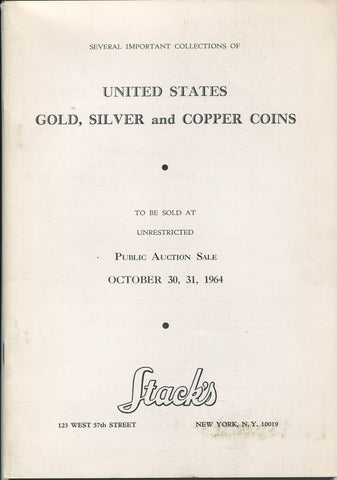 SEVERAL IMPORTANT COLLECTIONS OF
UNITED STATES
GOLD, SILVER and COPPER COINS
TO BE SOLD AT
UNRESTRICTED
PUBLIC AUCTION SALE
OCTOBER 30, 31, 1964
Stack's
123 WEST 57th STREET NEW YORK, N. Y. 10019